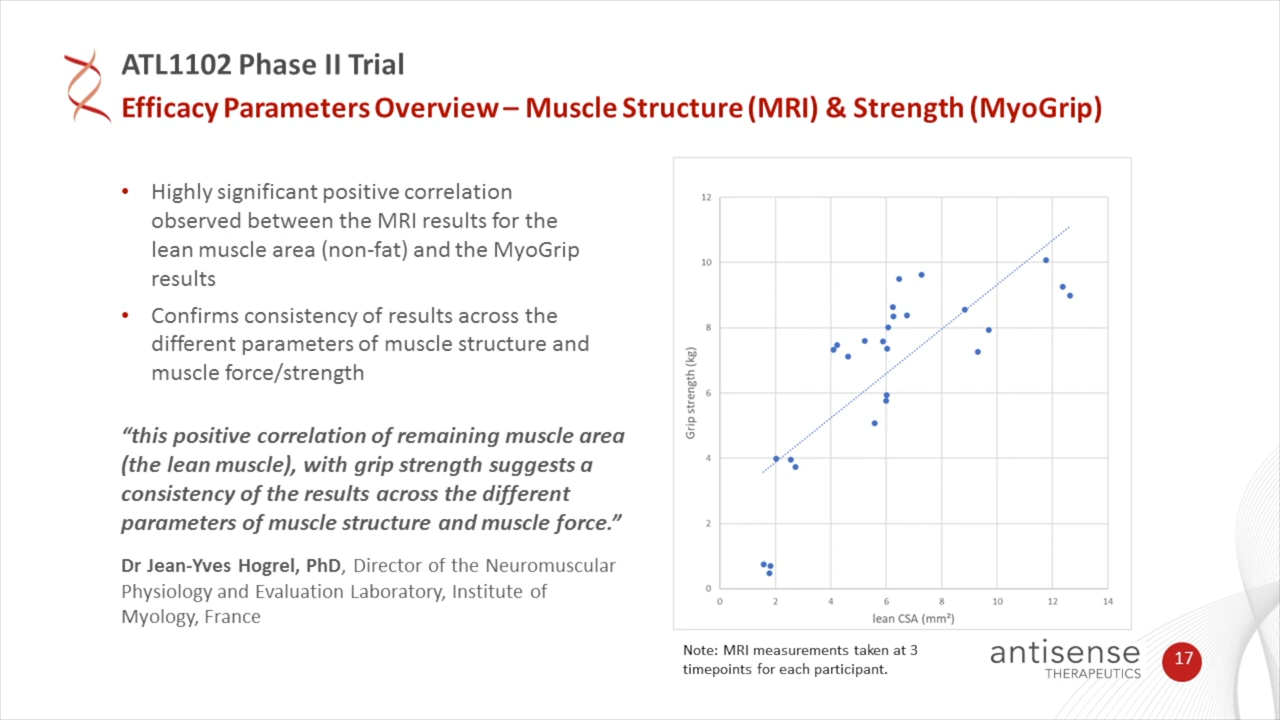 ATL1102 Phase II Trial
Efficacy Parameters Overview – Muscle Structure (MRI) & Strength (MyoGrip)
• Highly significant positive correlation
observed between the MRI results for the
lean muscle area (non-fat) and the MyoGrip
results
• Confirms consistency of results across the
different parameters of muscle structure and
muscle force/strength
“this positive correlation of remaining muscle area
(the lean muscle), with grip strength suggests a
consistency of the results across the different
parameters of muscle structure and muscle force.”
Dr Jean-Yves Hogrel, PhD, Director of the Neuromuscular
Physiology and Evaluation Laboratory, Institute of
Myology, France
12
10
8
6
4
2
0
Grip strength (kg)
0 2 4 6 8 10 12 14
lean CSA (mm²)
Note: MRI measurements taken at 3
timepoints for each participant.
antisense
THERAPEUTICS
17